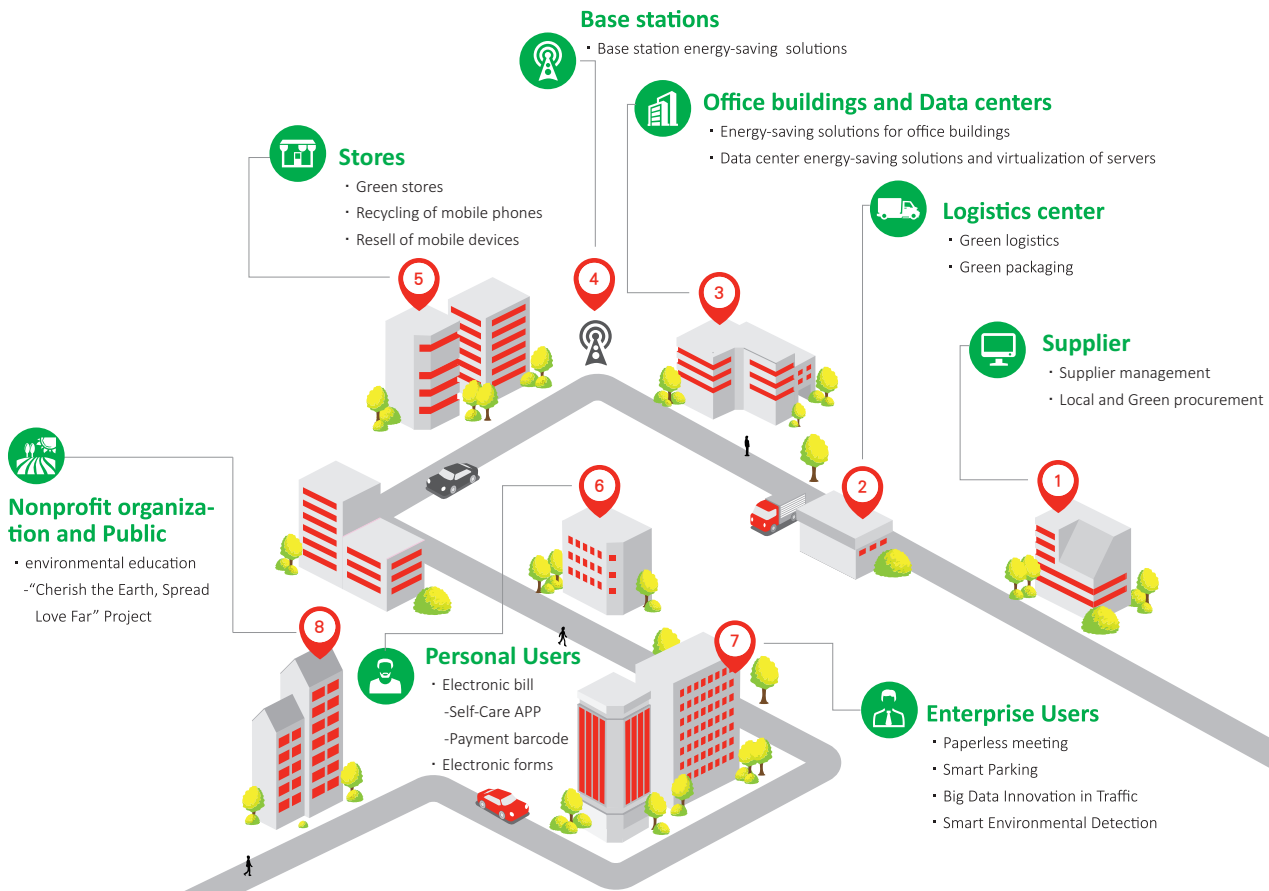 Base stations
· Base station energy-saving solutions
Office buildings and Data centers
· Energy-saving solutions for office buildings
· Data center energy-saving solutions and virtualization of servers
Stores
· Green stores
· Recycling of mobile phones
· Resell of mobile devices
Logistics center
· Green logistics
· Green packaging
5
4
3
Supplier
· Supplier management
· Local and Green procurement
Nonprofit organiza-
tion and Public
· environmental education
-“Cherish the Earth, Spread
Love Far” Project
6
2
1
8
7
Personal Users
· Electronic bill
-Self-Care APP
-Payment barcode
· Electronic forms
Enterprise Users
· Paperless meeting
· Smart Parking
· Big Data Innovation in Traffic
· Smart Environmental Detection